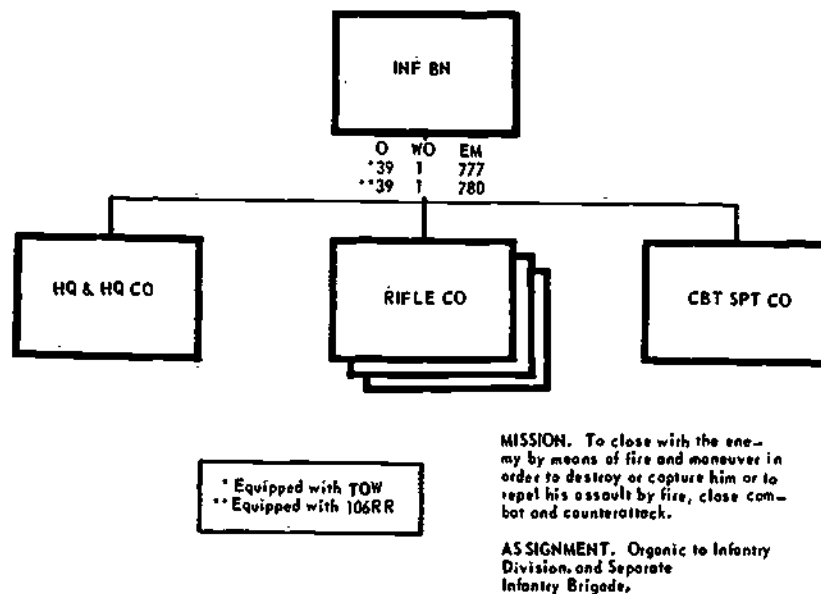 INF BN
O WO EM
*39 1 777
**39 1 780
HQ & HQ CO
RIFLE CO
CBT SPT CO
* Equipped with TOW
** Equipped with 106RR
MISSION. To close with the ene-
my by means of fire and maneuver in
order to destroy or capture him or to
repel his assault by fire, close com-
bat and counterattack.
ASSIGNMENT. Organic to Infantry
Division, and Separate
Infantry Brigade.